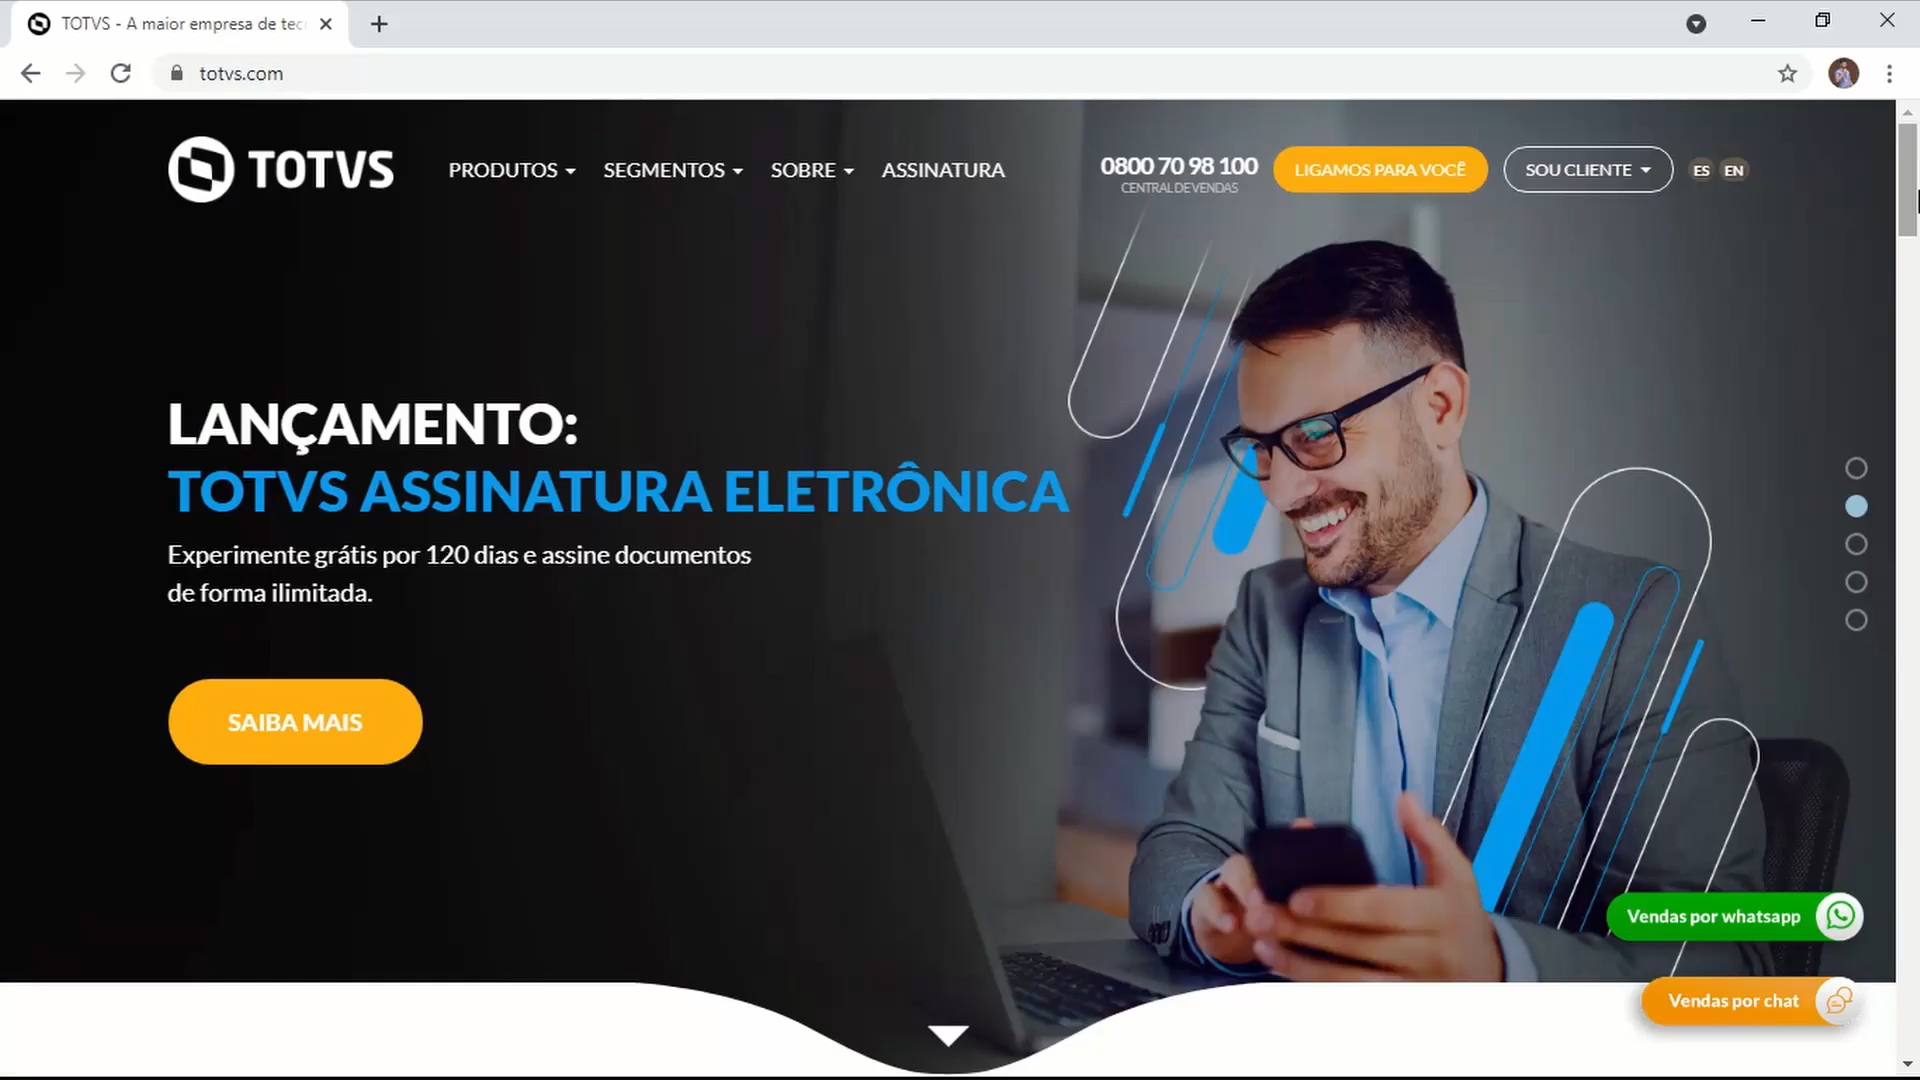 TOTVS - A maior empresa de tec
totvs.com
TOTVS
PRODUTOS
SEGMENTOS
SOBRE
ASSINATURA
0800 70 98 100
CENTRAL DE VENDAS
LIGAMOS PARA VOCÊ
SOU CLIENTE
ES
EN
LANÇAMENTO:
TOTVS ASSINATURA ELETRÔNICA
Experimente grátis por 120 dias e assine documentos
de forma ilimitada.
SAIBA MAIS
Vendas por whatsapp
Vendas por chat